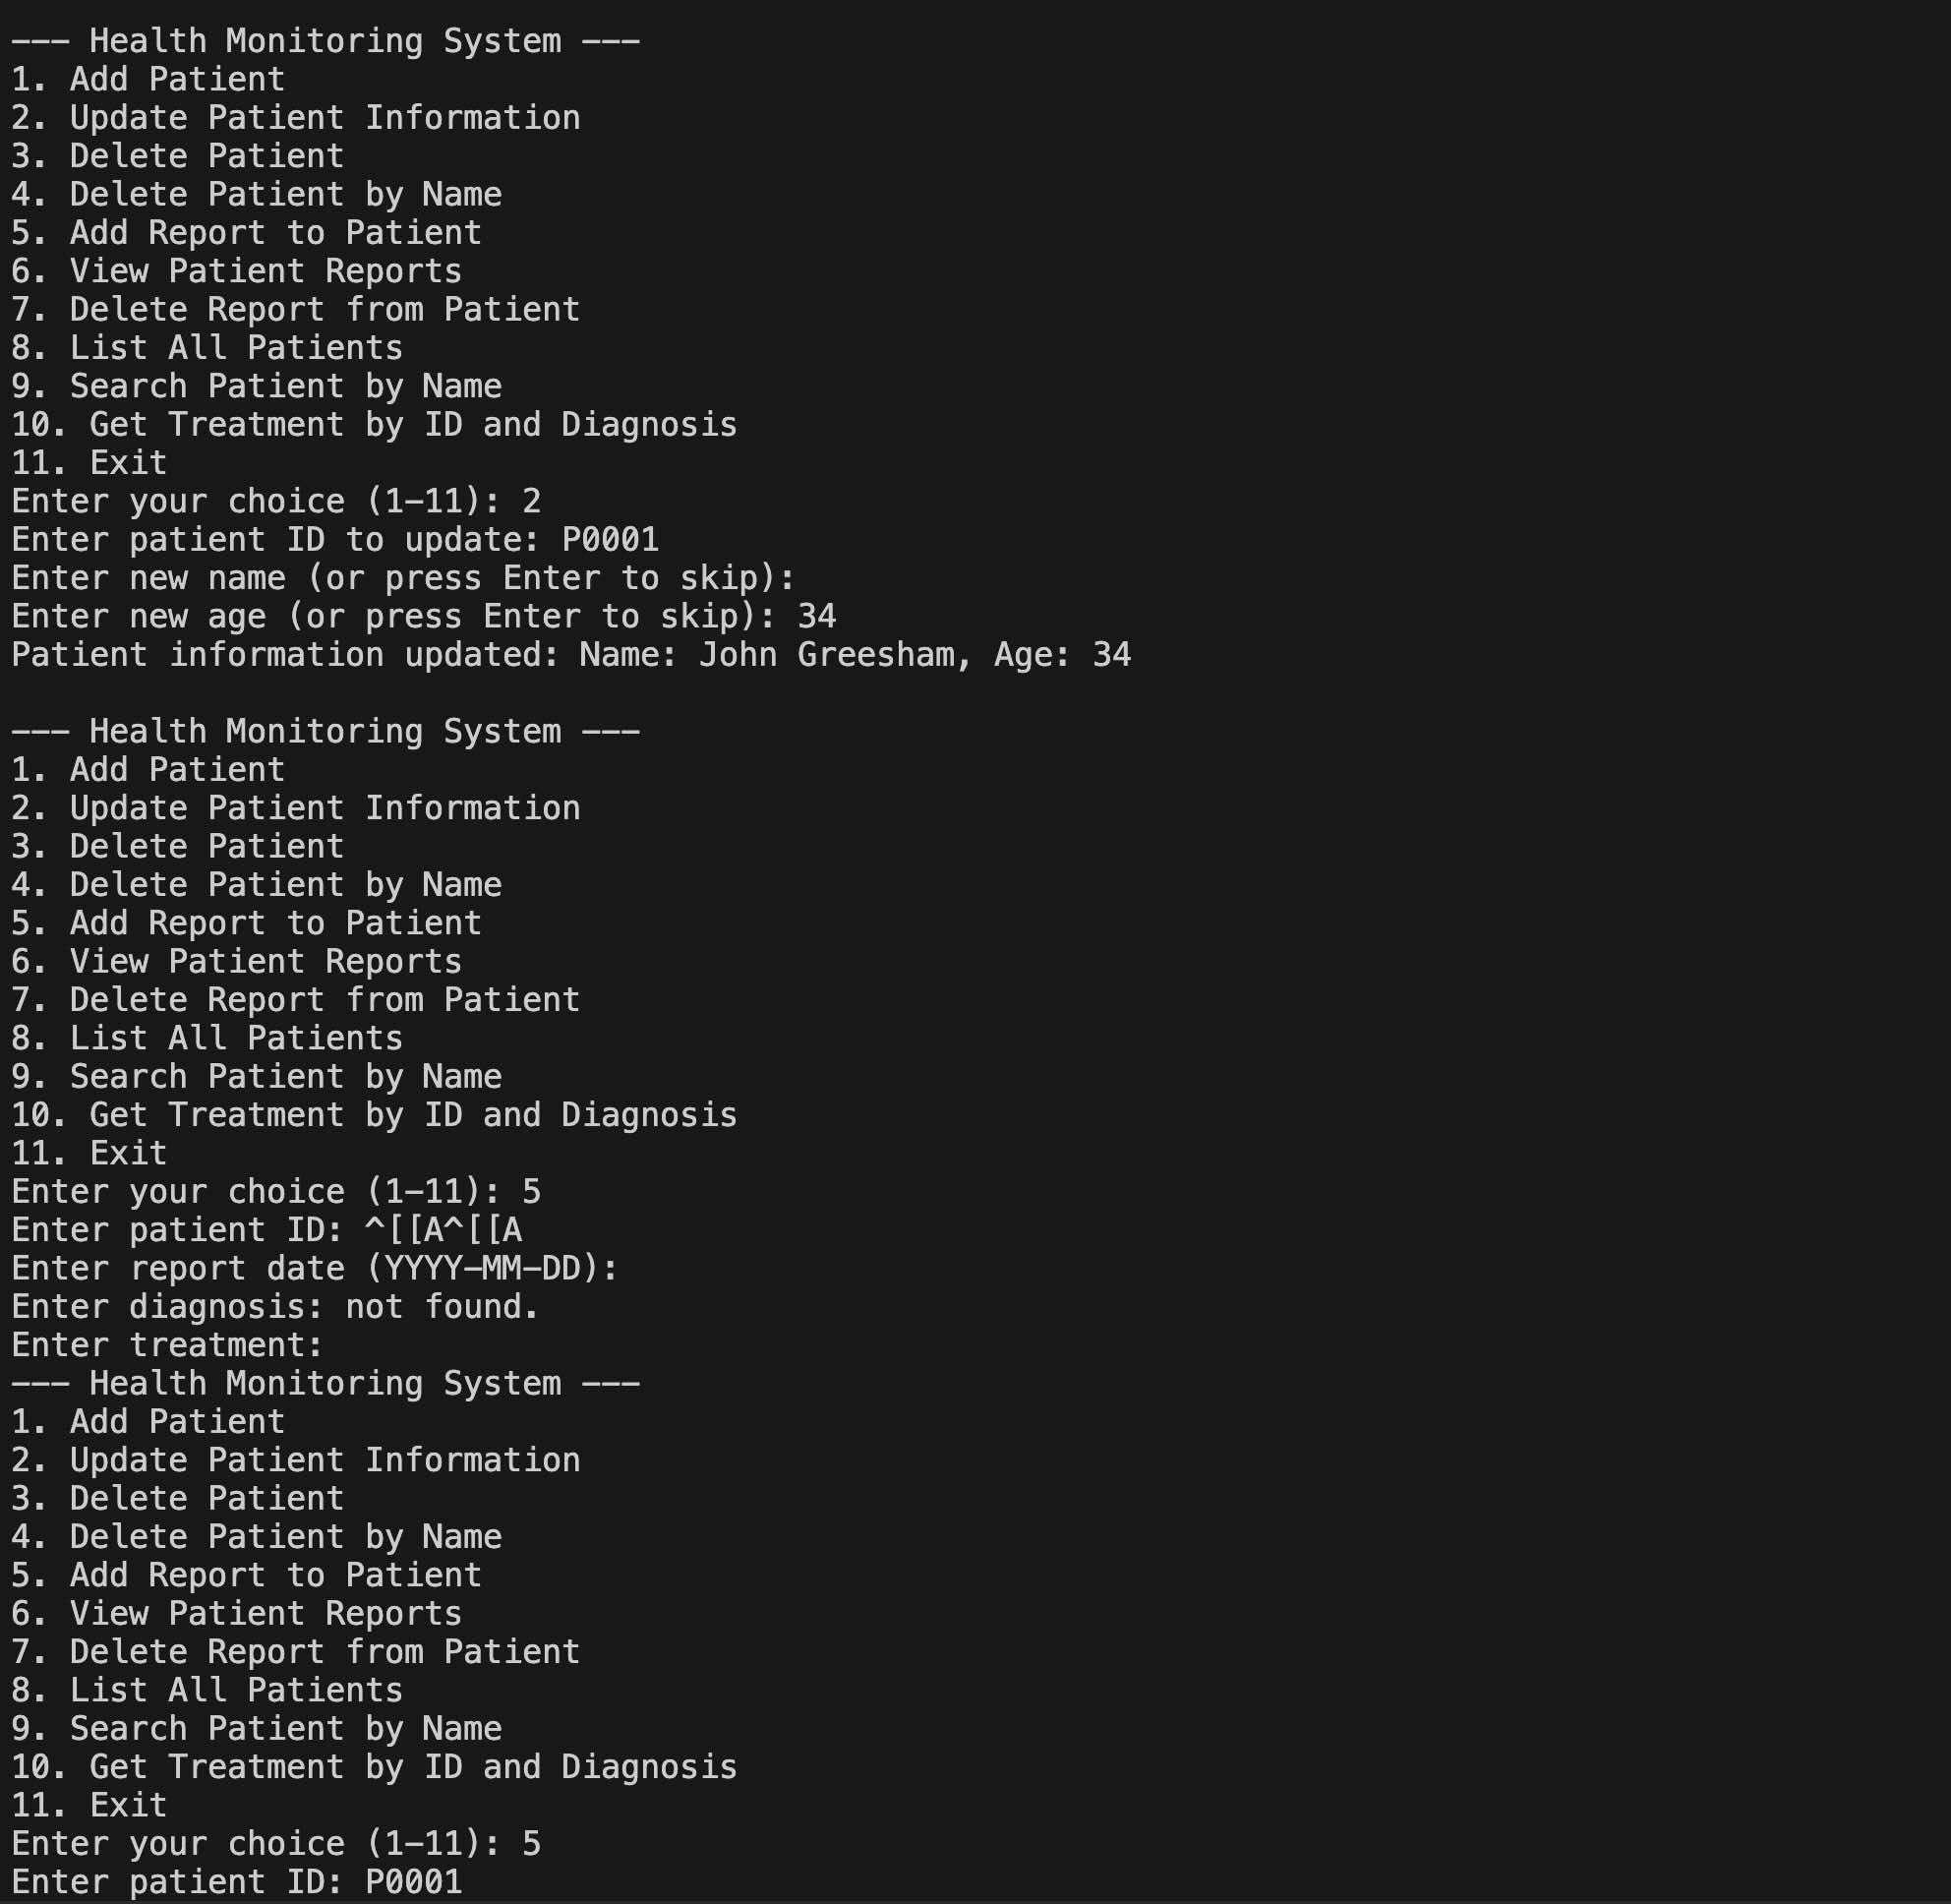 --- Health Monitoring System ---
1. Add Patient
2. Update Patient Information
3. Delete Patient
4. Delete Patient by Name
5. Add Report to Patient
6. View Patient Reports
7. Delete Report from Patient
8. List All Patients
9. Search Patient by Name
10. Get Treatment by ID and Diagnosis
11. Exit
Enter your choice (1-11): 2
Enter patient ID to update: P0001
Enter new name (or press Enter to skip):
Enter new age (or press Enter to skip): 34
Patient information updated: Name: John Greesham, Age: 34

--- Health Monitoring System ---
1. Add Patient
2. Update Patient Information
3. Delete Patient
4. Delete Patient by Name
5. Add Report to Patient
6. View Patient Reports
7. Delete Report from Patient
8. List All Patients
9. Search Patient by Name
10. Get Treatment by ID and Diagnosis
11. Exit
Enter your choice (1-11): 5
Enter patient ID: ^[[A^[[A
Enter report date (YYYY-MM-DD):
Enter diagnosis: not found.
Enter treatment:
--- Health Monitoring System ---
1. Add Patient
2. Update Patient Information
3. Delete Patient
4. Delete Patient by Name
5. Add Report to Patient
6. View Patient Reports
7. Delete Report from Patient
8. List All Patients
9. Search Patient by Name
10. Get Treatment by ID and Diagnosis
11. Exit
Enter your choice (1-11): 5
Enter patient ID: P0001